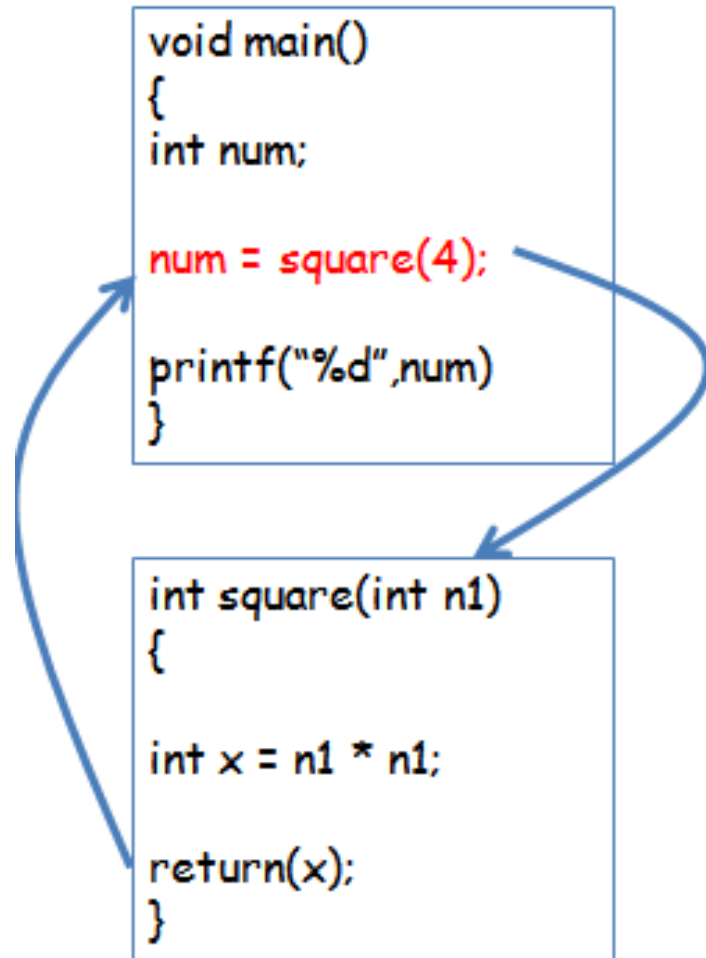 void main()
{
int num;
num = square(4);
printf(“%d”,num)
}
int square(int n1)
{
int x = n1 * n1;
return(x);
}